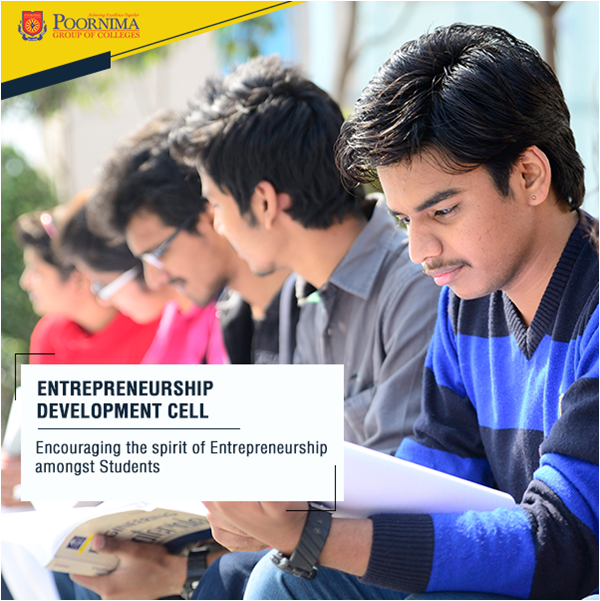 POORNIMA
GROUP OF COLLEGES
ENTREPRENEURSHIP
DEVELOPMENT CELL
Encouraging the spirit of Entrepreneurship
amongst Students